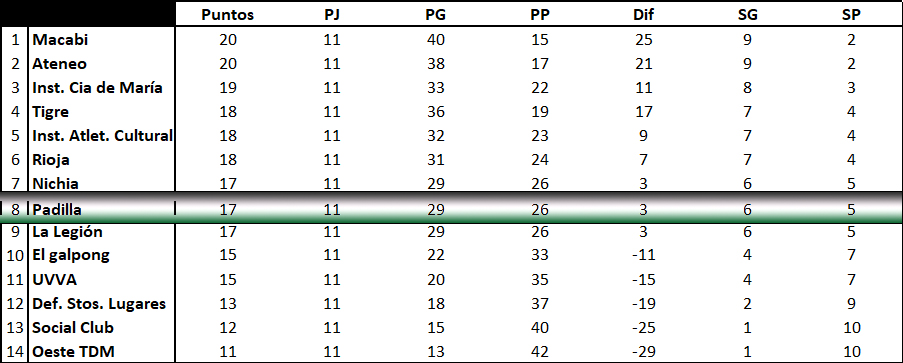 Puntos PJ PG PP Dif SG SP
1 Macabi 20 11 40 15 25 9 2
2 Ateneo 20 11 38 17 21 9 2
3 Inst. Cia de María 19 11 33 22 11 8 3
4 Tigre 18 11 36 19 17 7 4
5 Inst. Atlet. Cultural 18 11 32 23 9 7 4
6 Rioja 18 11 31 24 7 7 4
7 Nichia 17 11 29 26 3 6 5
8 Padilla 17 11 29 26 3 6 5
9 La Legión 17 11 29 26 3 6 5
10 El galpong 15 11 22 33 -11 4 7
11 UVVA 15 11 20 35 -15 4 7
12 Def. Stos. Lugares 13 11 18 37 -19 2 9
13 Social Club 12 11 15 40 -25 1 10
14 Oeste TDM 11 11 13 42 -29 1 10